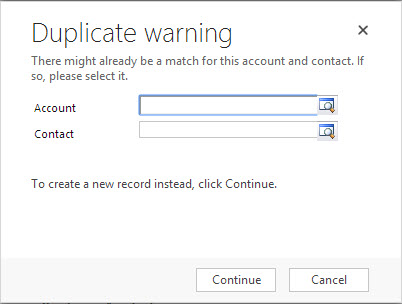 Duplicate warning
There might already be a match for this account and contact. If
so, please select it.
Account
Contact
To create a new record instead, click Continue.
Continue Cancel